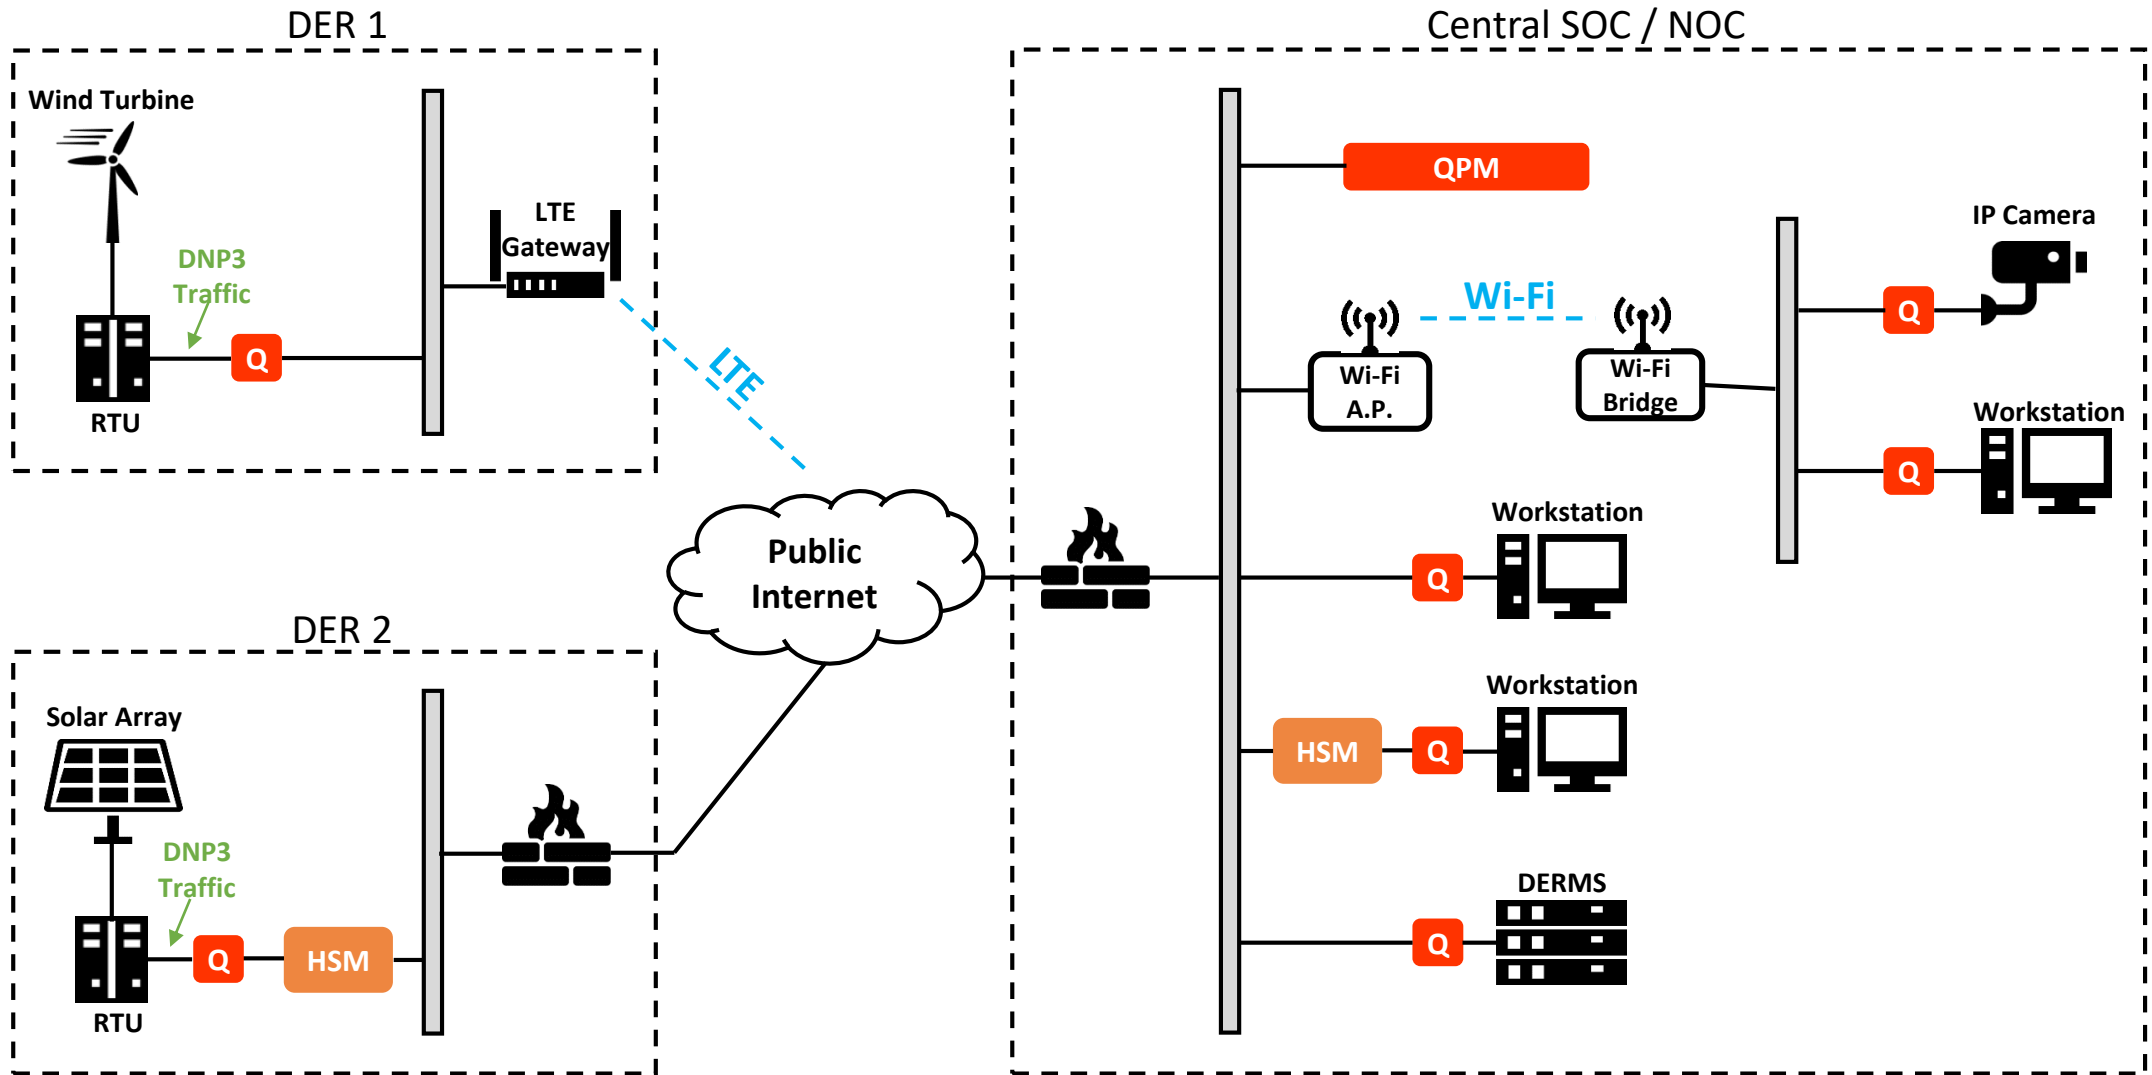 DER 1
Wind Turbine
DNP3
Traffic
Q
RTU
LTE
Gateway
LTE
DER 2
Solar Array
DNP3
Traffic
Q
HSM
RTU
Public
Internet
Central SOC / NOC
QPM
Wi-Fi
Wi-Fi
A.P.
Wi-Fi
Bridge
IP Camera
Q
Workstation
Q
Workstation
Q
Workstation
HSM
Q
DERMS
Q